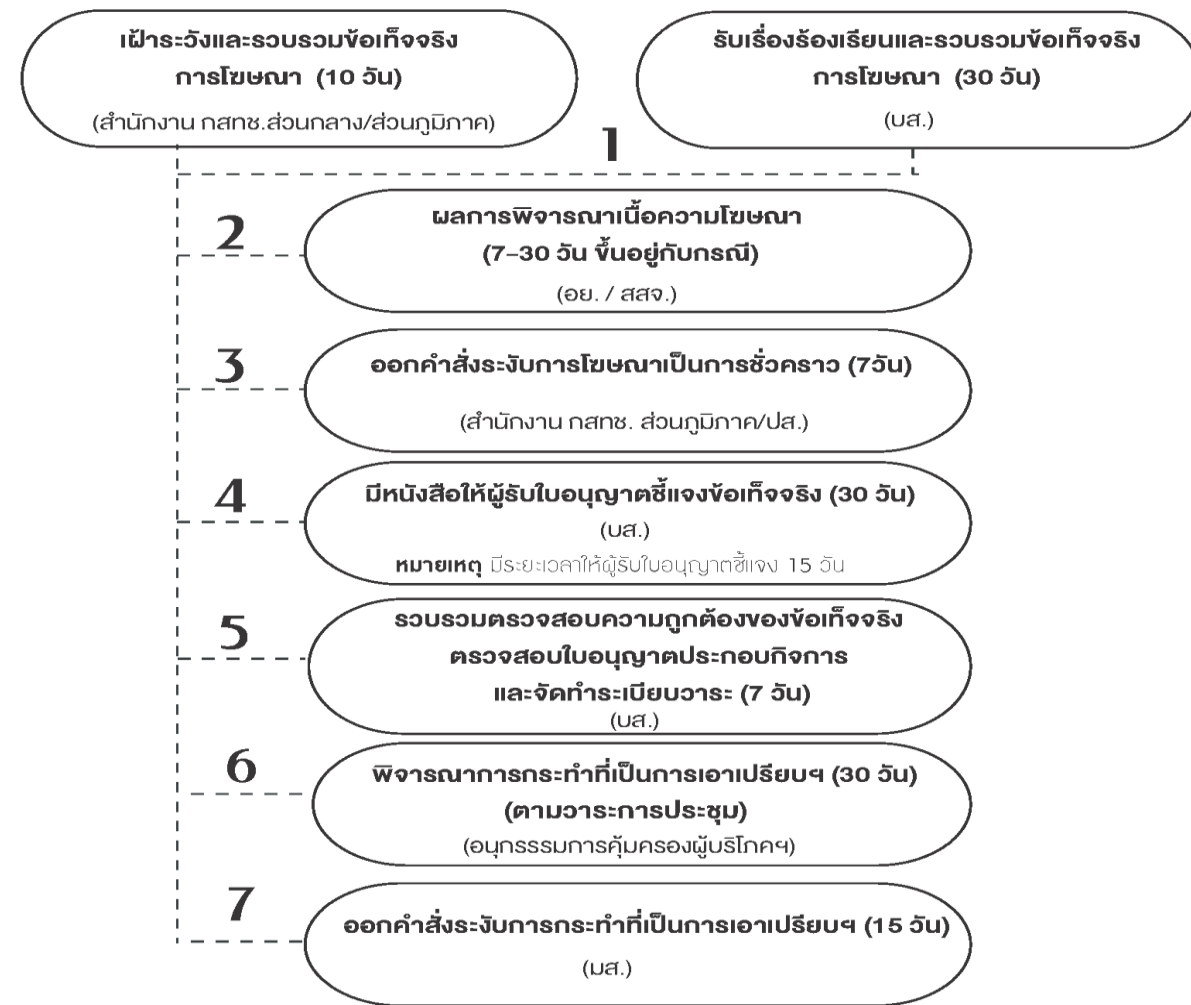 เฝ้าระวังและรวบรวมข้อเท็จจริง
การโฆษณา (10 วัน)
(สำนักงาน กสทช.ส่วนกลาง/ส่วนภูมิภาค)
รับเรื่องร้องเรียนและรวบรวมข้อเท็จจริง
การโฆษณา (30 วัน)
(บส.)
1
2
ผลการพิจารณาเนื้อความโฆษณา
(7-30 วัน ขึ้นอยู่กับกรณี)
(อย. / สสจ.)
3
ออกคำสั่งระงับการโฆษณาเป็นการชั่วคราว (7วัน)
(สำนักงาน กสทช. ส่วนภูมิภาค/ปส.)
4
มีหนังสือให้ผู้รับใบอนุญาตชี้แจงข้อเท็จจริง (30 วัน)
(บส.)
หมายเหตุ มีระยะเวลาให้ผู้รับใบอนุญาตชี้แจง 15 วัน
5
รวบรวมตรวจสอบความถูกต้องของข้อเท็จจริง
ตรวจสอบใบอนุญาตประกอบกิจการ
และจัดทำระเบียบวาระ (7 วัน)
(บส.)
6
พิจารณาการกระทำที่เป็นการเอาเปรียบฯ (30 วัน)
(ตามวาระการประชุม)
(อนุกรรรมการคุ้มครองผู้บริโภคฯ)
7
ออกคำสั่งระงับการกระทำที่เป็นการเอาเปรียบฯ (15 วัน)
(มส.)